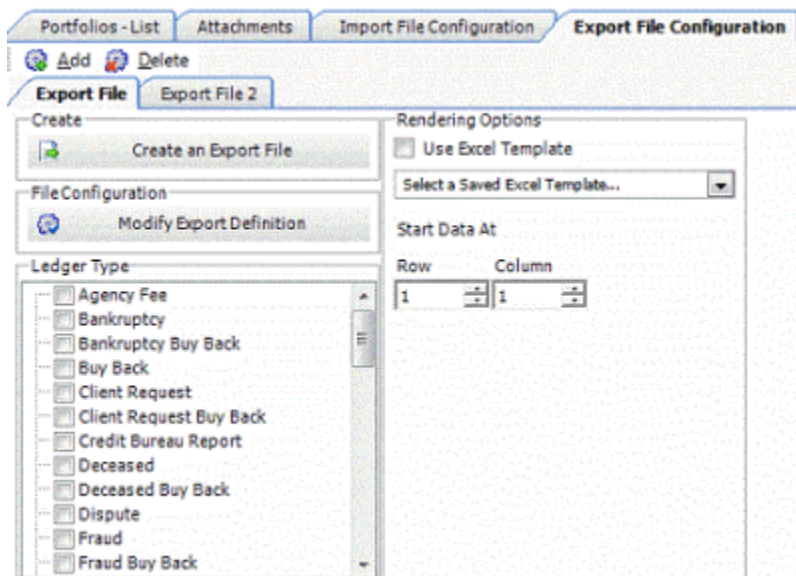 Portfolios - List Attachments Import File Configuration Export File Configuration
Add Delete
Export File Export File 2
Create
Create an Export File
File Configuration
Modify Export Definition
Ledger Type
Agency Fee
Bankruptcy
Bankruptcy Buy Back
Buy Back
Client Request
Client Request Buy Back
Credit Bureau Report
Deceased
Deceased Buy Back
Dispute
Fraud
Fraud Buy Back
Rendering Options
Use Excel Template
Select a Saved Excel Template...
Start Data At
Row Column
1 1